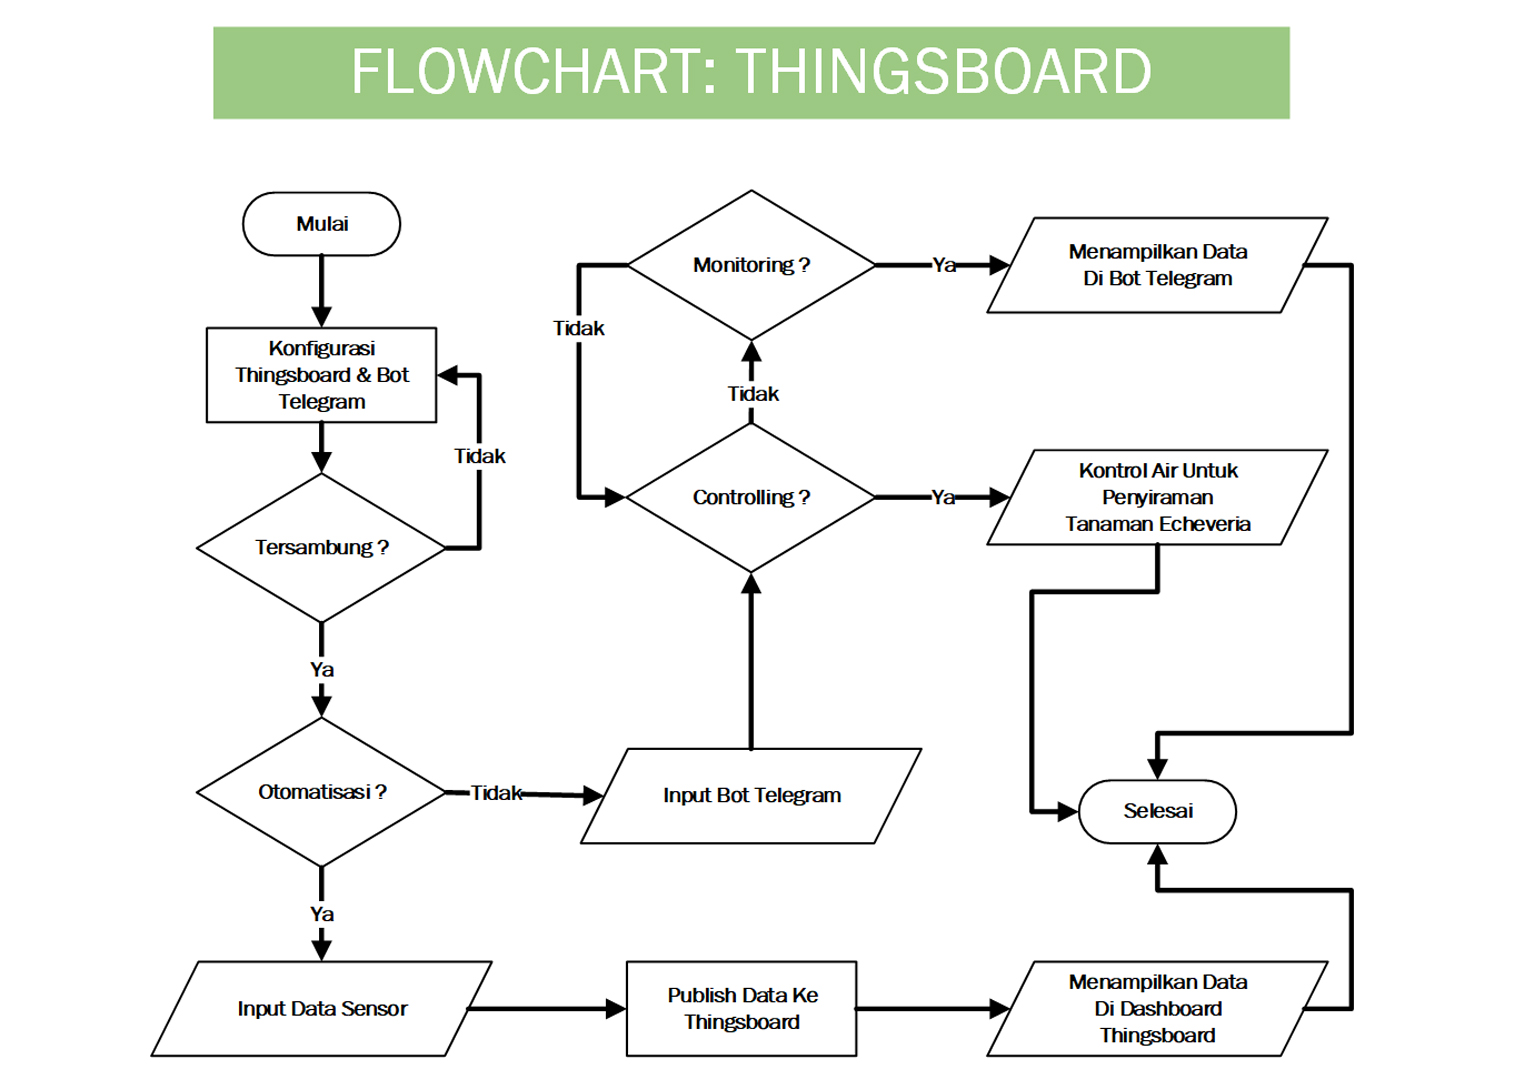 FLOWCHART: THINGSBOARD
Mulai
Konfigurasi
Thingsboard & Bot
Telegram
Tidak
Tersambung ?
Ya
Otomatisasi ?
Tidak
Ya
Input Data Sensor
Publish Data Ke
Thingsboard
Menampilkan Data
Di Dashboard
Thingsboard
Input Bot Telegram
Controlling ?
Ya
Kontrol Air Untuk
Penyiraman
Tanaman Echeveria
Tidak
Monitoring ?
Tidak
Ya
Menampilkan Data
Di Bot Telegram
Selesai